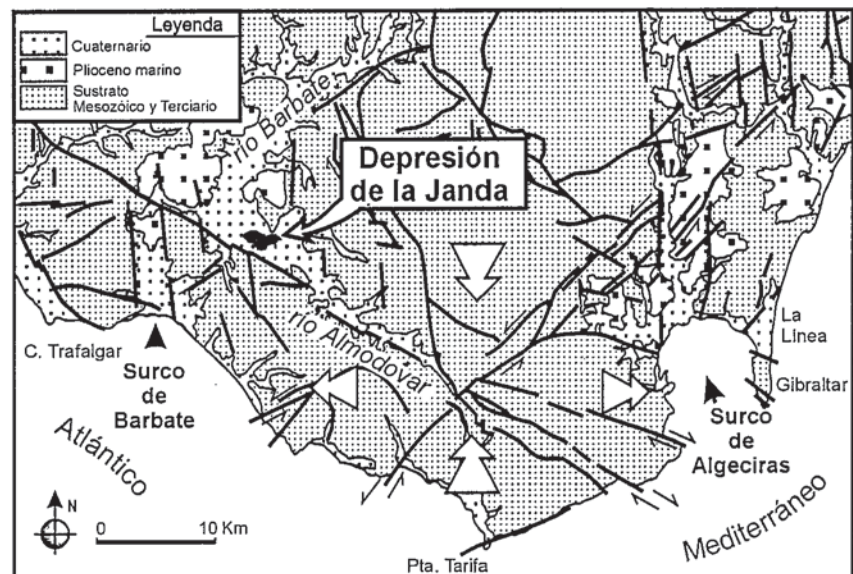 Leyenda
Cuaternario
Plioceno marino
Sustrato
Mesozóico y Terciario
río Barbate
Depresión
de la Janda
C. Trafalgar
Surco
de
Barbate
río Almodovar
La
Línea
Gibraltar
Surco
de
Algeciras
Atlántico
Mediterráneo
N
0 10 Km
Pta. Tarifa